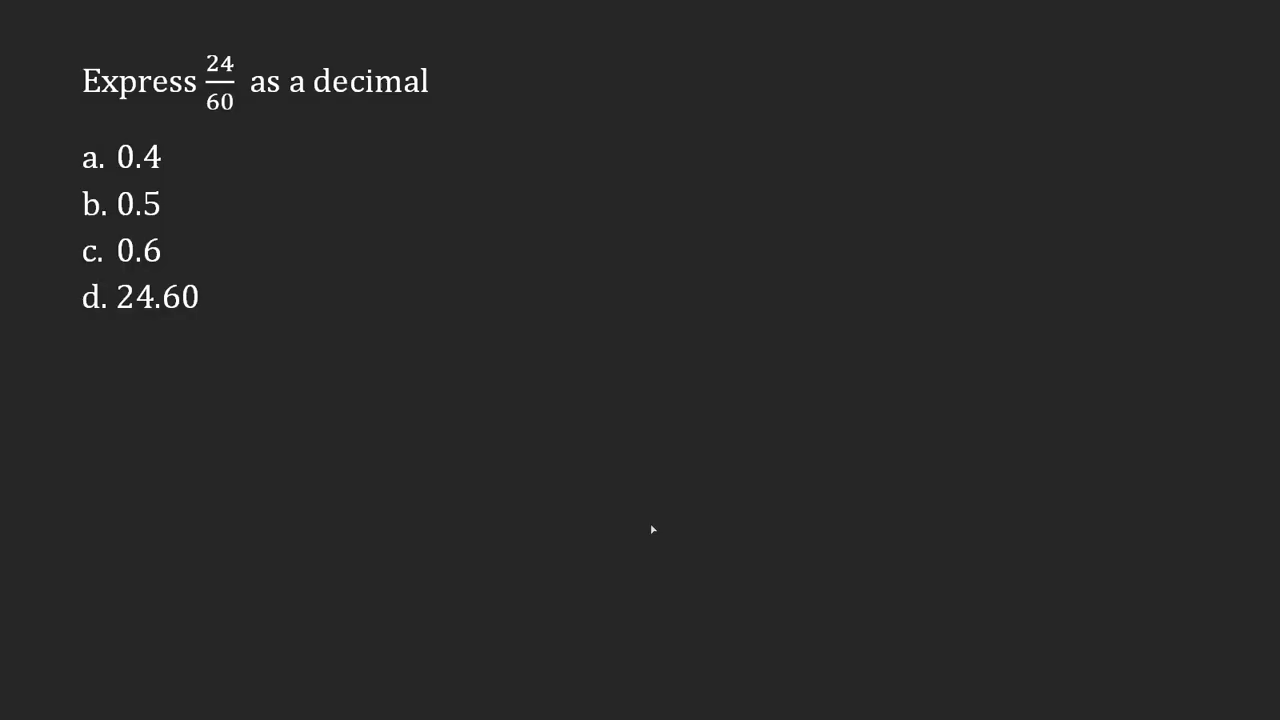 Express 24/60 as a decimal
a. 0.4
b. 0.5
c. 0.6
d. 24.60